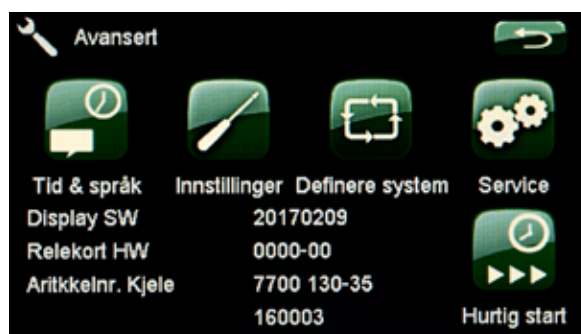 Avansert
Tid & språk Innstillinger Definere system Service
Display SW 20170209
Relekort HW 0000-00
Aritkkelnr. Kjele 7700 130-35
160003 Hurtig start